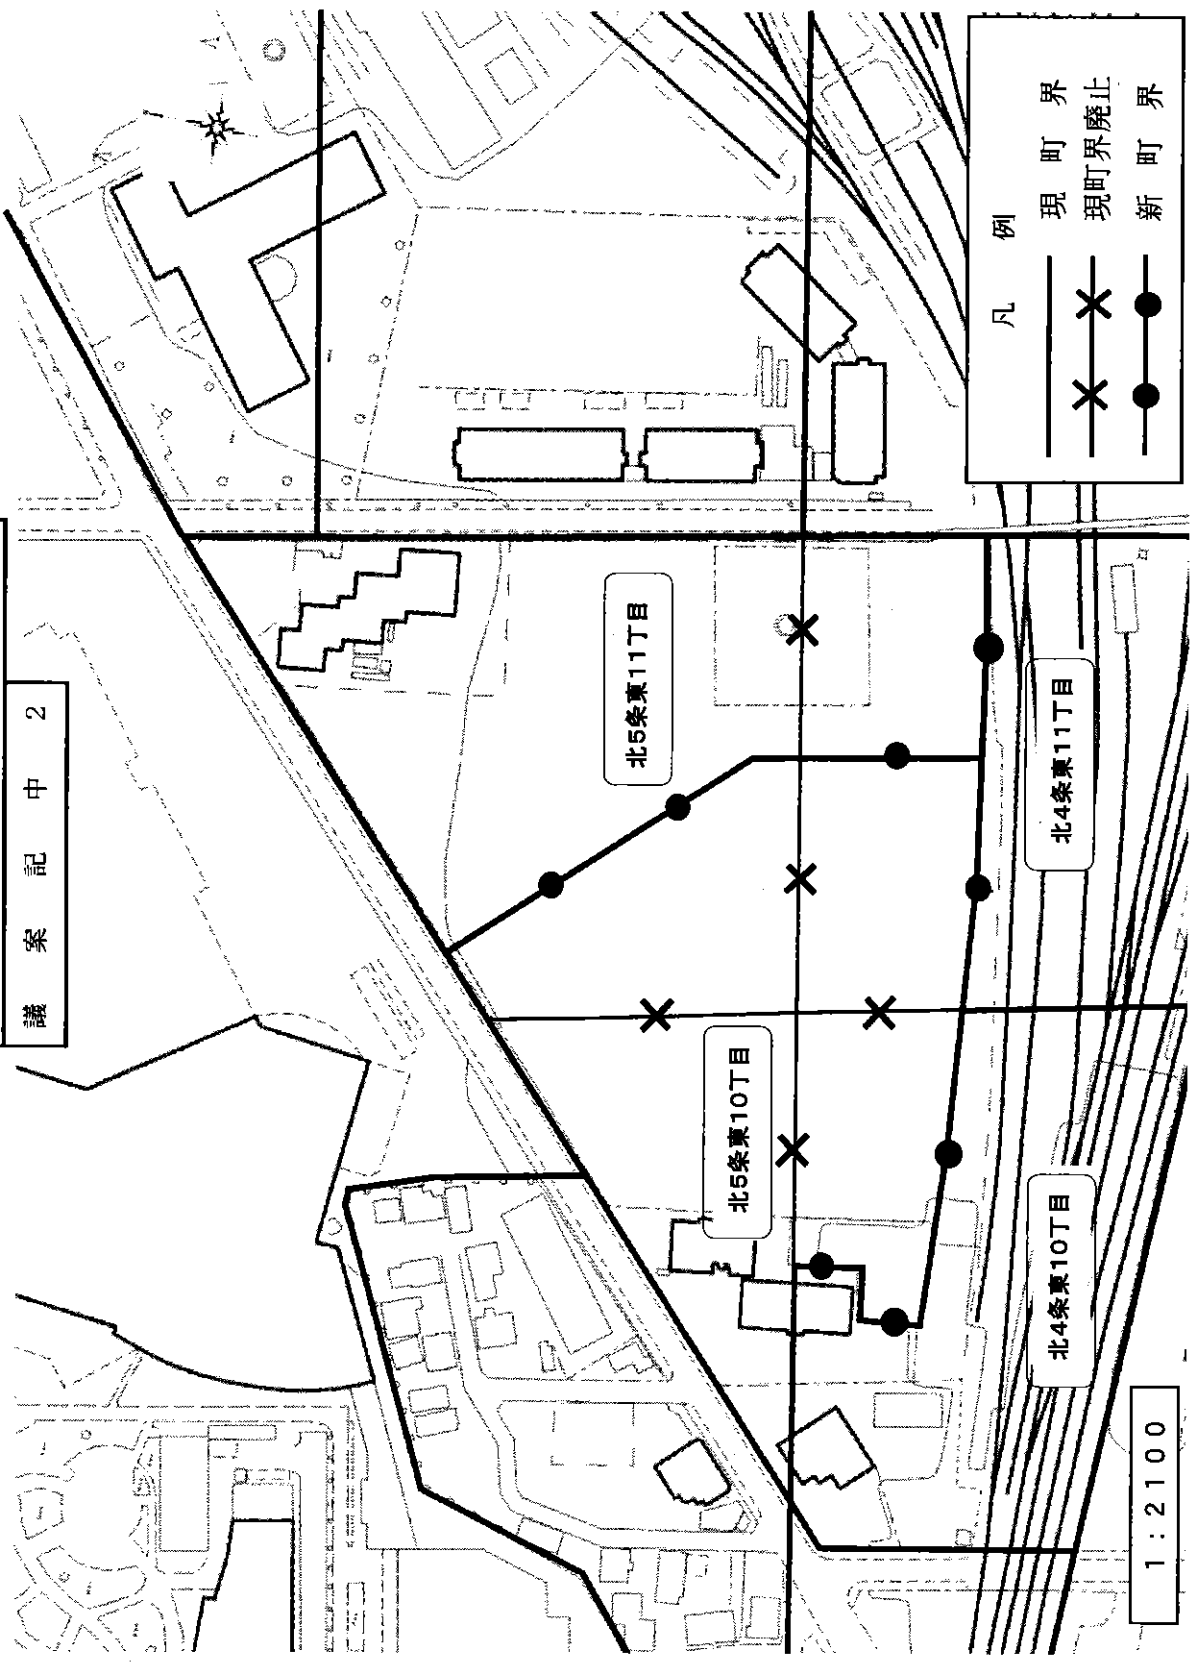 議案記中2
凡例
現町界
現町界廃止
新町界
北5条東11丁目
北4条東11丁目
北5条東10丁目
北4条東10丁目
1:2100